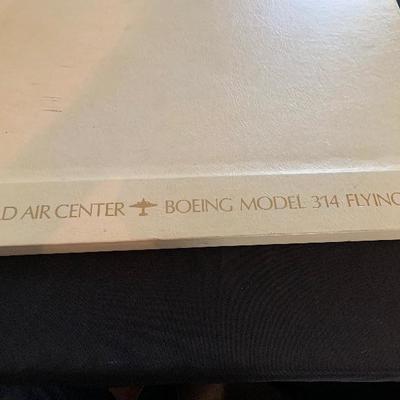 D AIR CENTER BOEING MODEL 314 FLYING